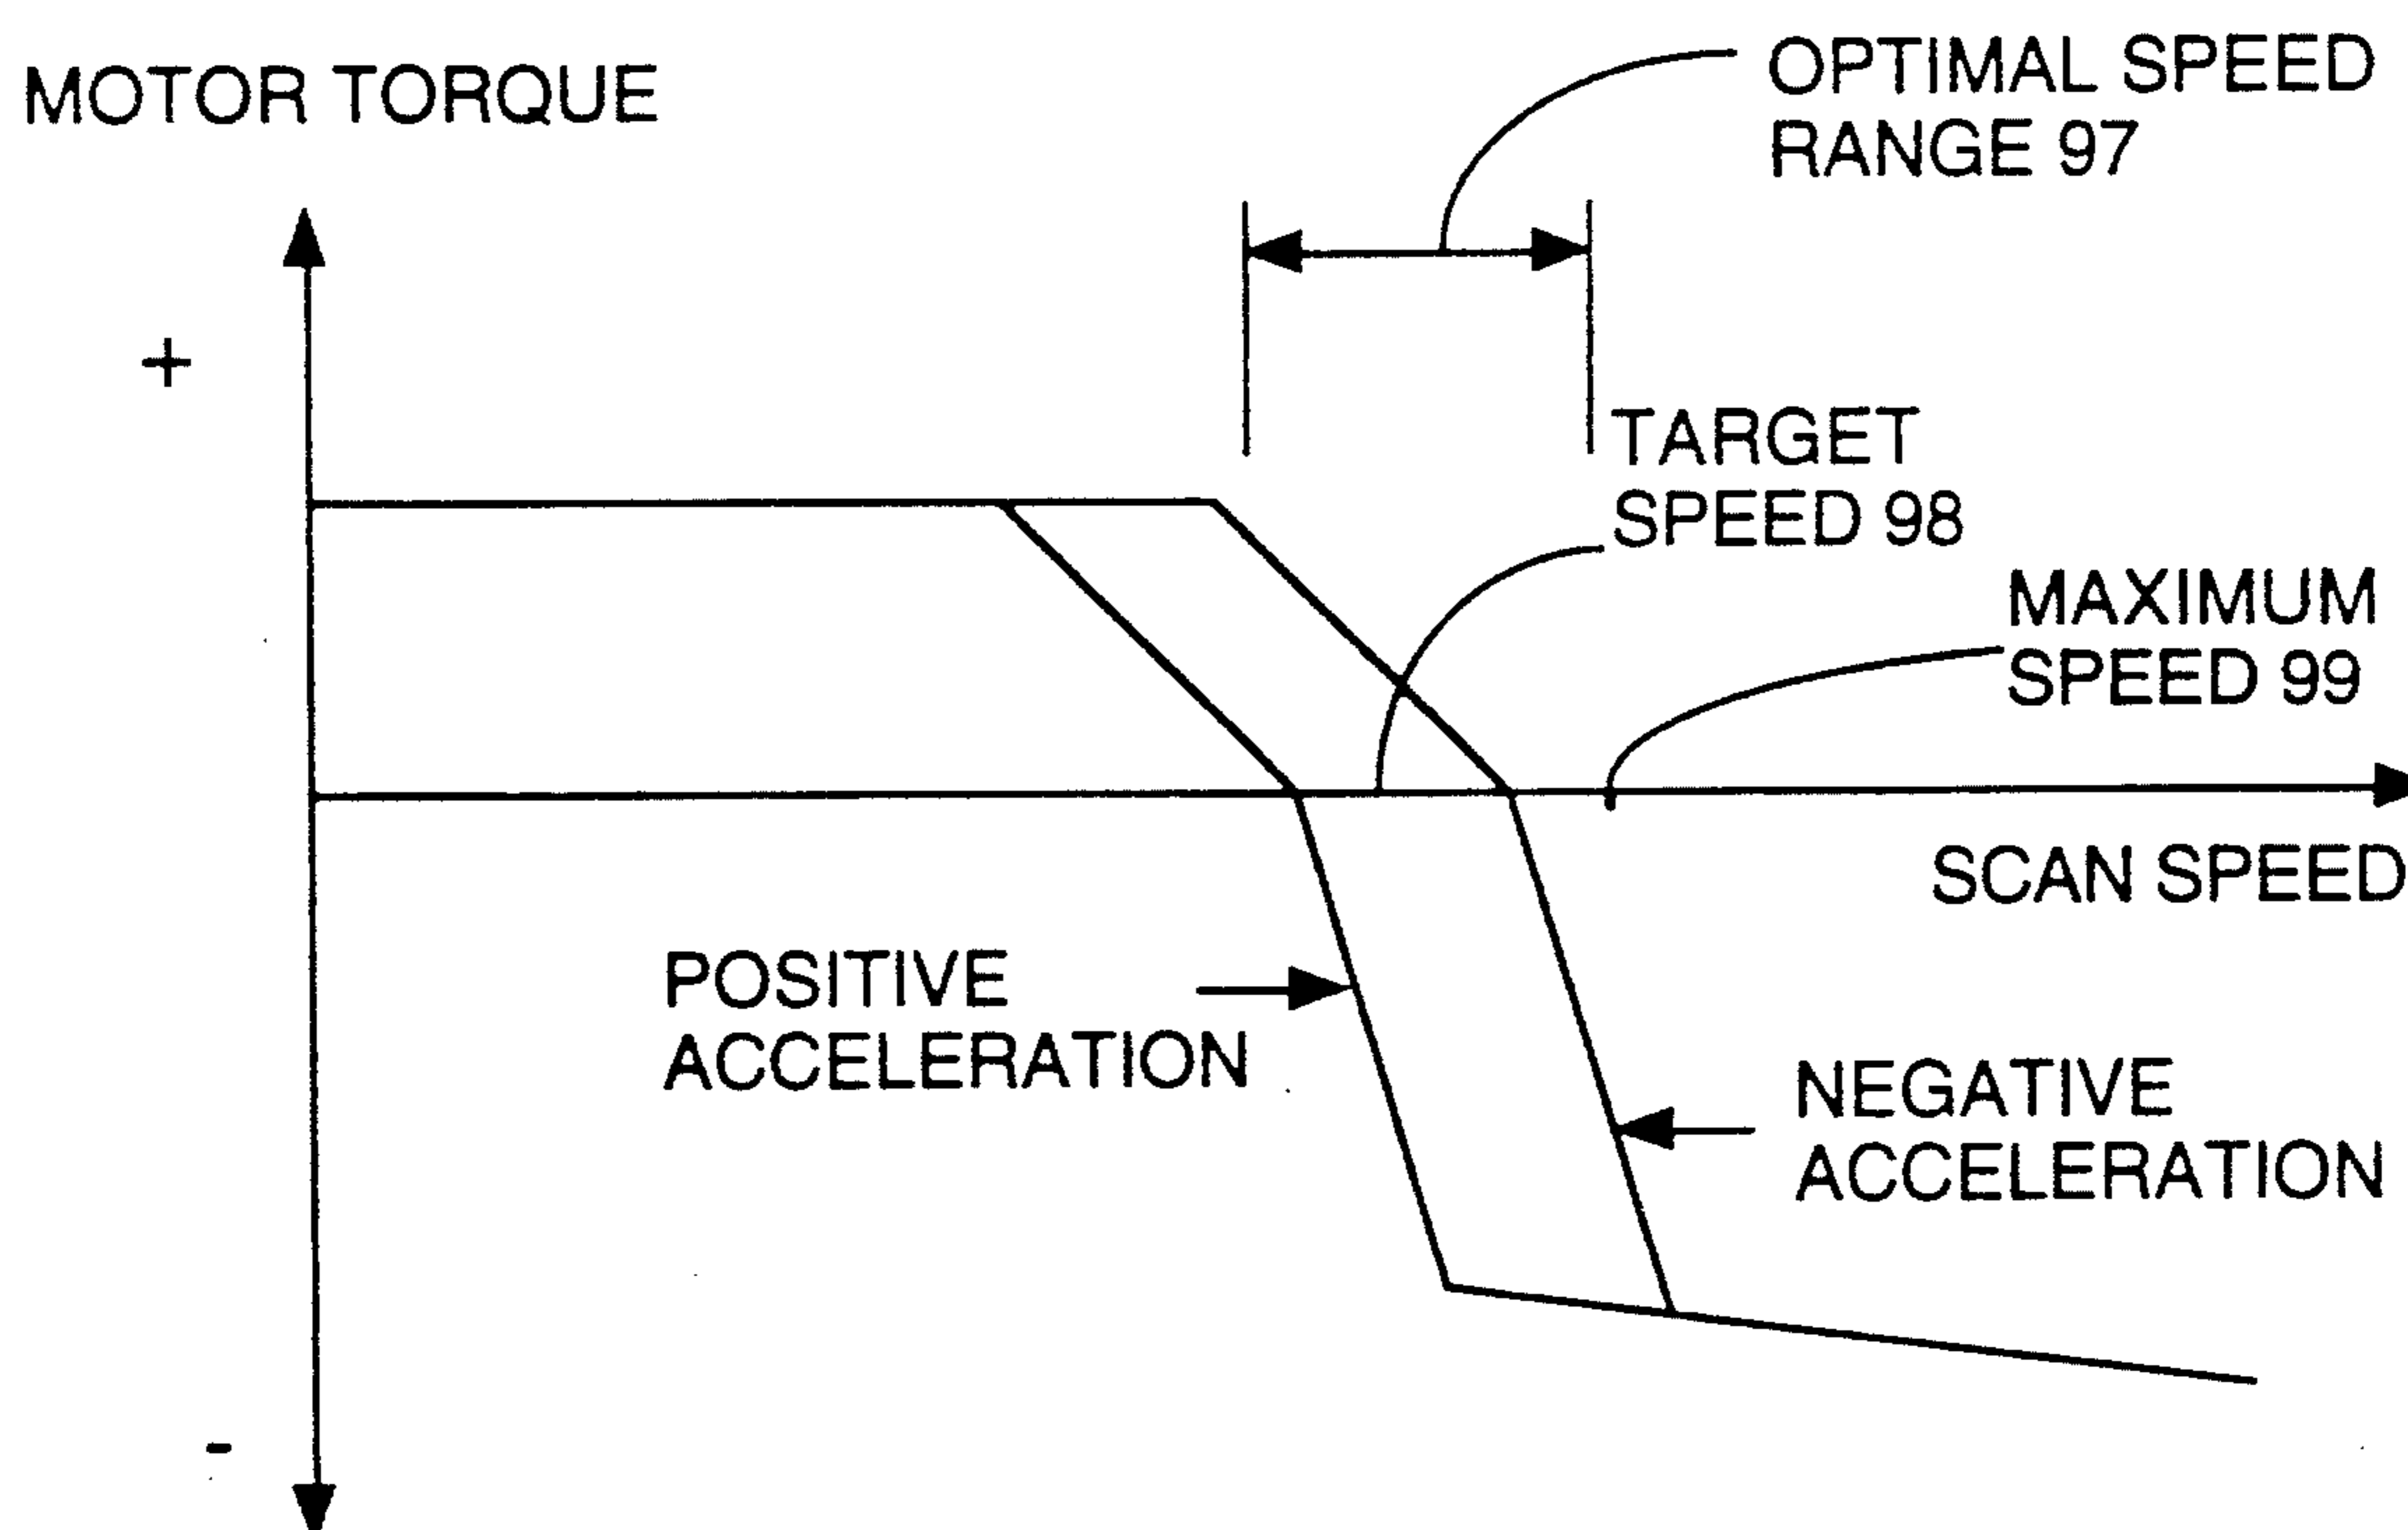 MOTOR TORQUE
OPTIMAL SPEED
RANGE 97
+
TARGET
SPEED 98
MAXIMUM
SPEED 99
SCAN SPEED
POSITIVE
ACCELERATION
NEGATIVE
ACCELERATION
-